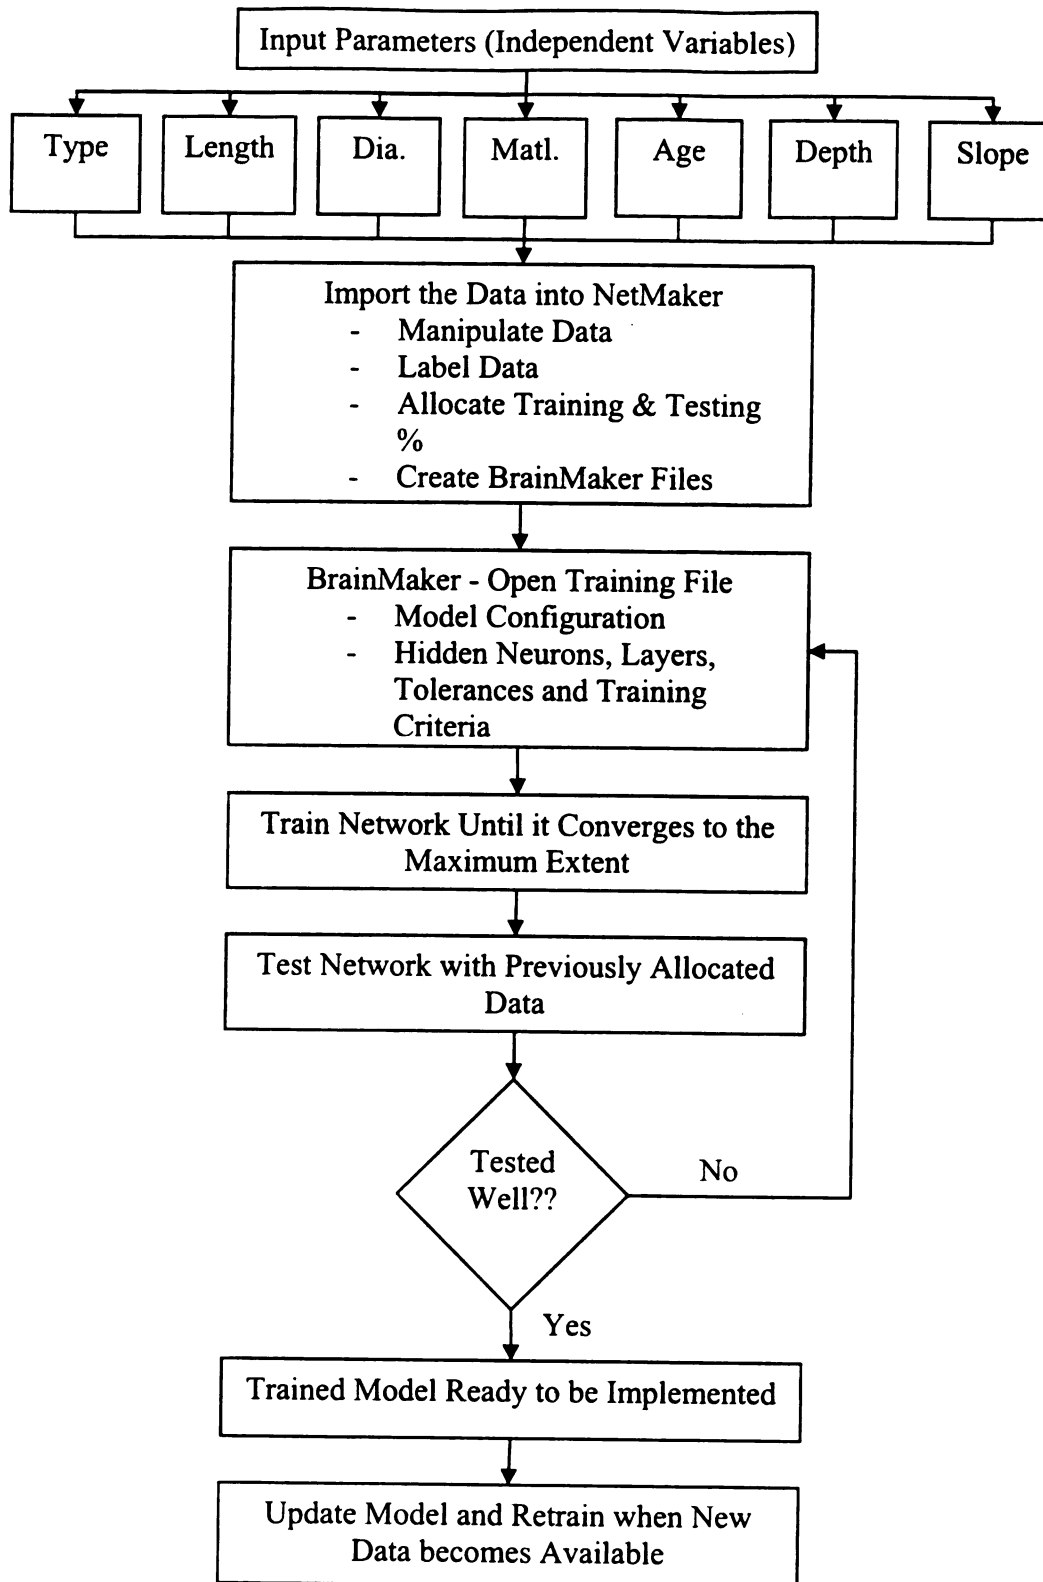 Input Parameters (Independent Variables)
Type
Length
Dia.
Matl.
Age
Depth
Slope
Import the Data into NetMaker
- Manipulate Data
- Label Data
- Allocate Training & Testing
%
- Create BrainMaker Files
BrainMaker - Open Training File
- Model Configuration
- Hidden Neurons, Layers,
Tolerances and Training
Criteria
Train Network Until it Converges to the
Maximum Extent
Test Network with Previously Allocated
Data
Tested
Well??
No
Yes
Trained Model Ready to be Implemented
Update Model and Retrain when New
Data becomes Available